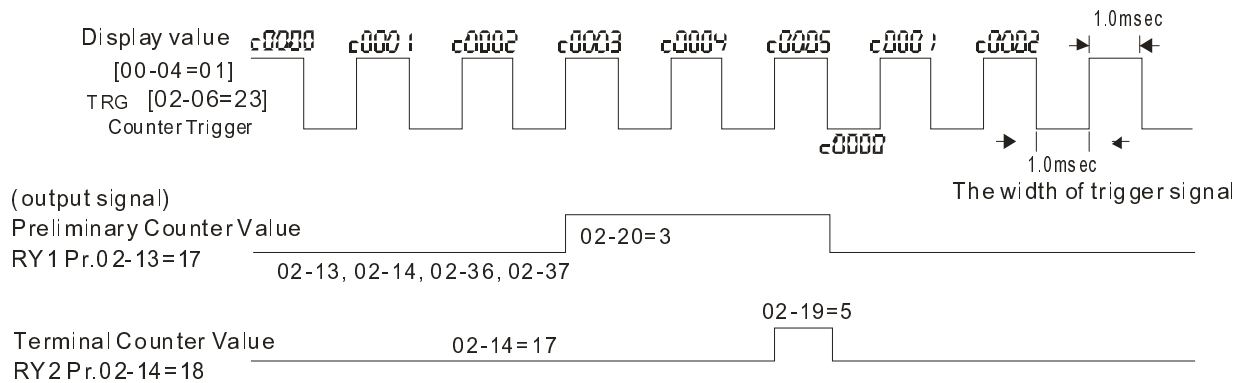 1.0msec
Display value c0000 c0001 c0002 c0003 c0004 c0005 c0001 c0002
[00-04=01]
TRG [02-06=23]
Counter Trigger
c0000
1.0msec
The width of trigger signal
(output signal)
Preliminary Counter Value
02-20=3
RY1 Pr.02-13=17
02-13, 02-14, 02-36, 02-37
02-19=5
Terminal Counter Value
02-14=17
RY2 Pr.02-14=18